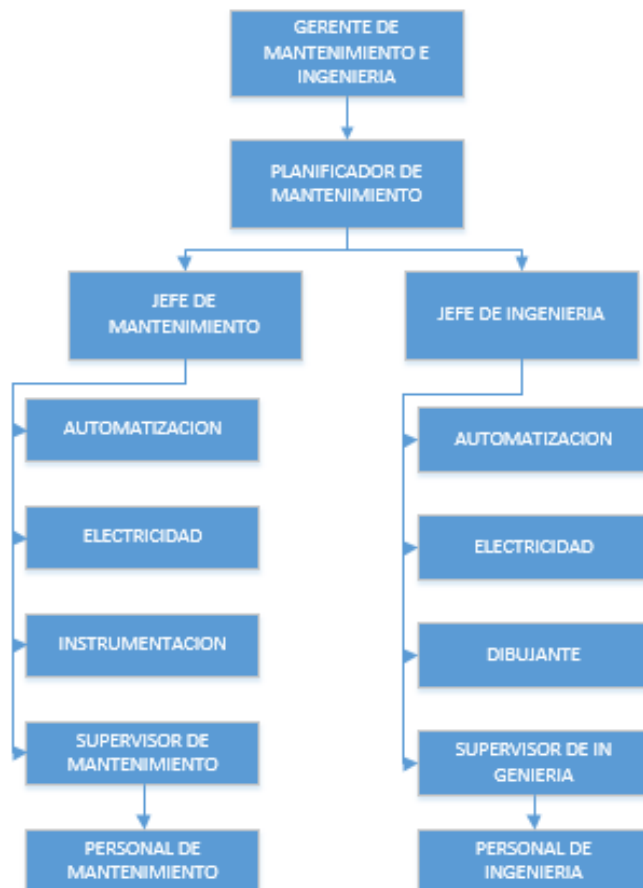 GERENTE DE
MANTENIMIENTO E
INGENIERIA
PLANIFICADOR DE
MANTENIMIENTO
JEFE DE
MANTENIMIENTO
JEFE DE INGENIERIA
AUTOMATIZACION
ELECTRICIDAD
INSTRUMENTACION
SUPERVISOR DE
MANTENIMIENTO
PERSONAL DE
MANTENIMIENTO
AUTOMATIZACION
ELECTRICIDAD
DIBUJANTE
SUPERVISOR DE IN
GENIERIA
PERSONAL DE
INGENIERIA